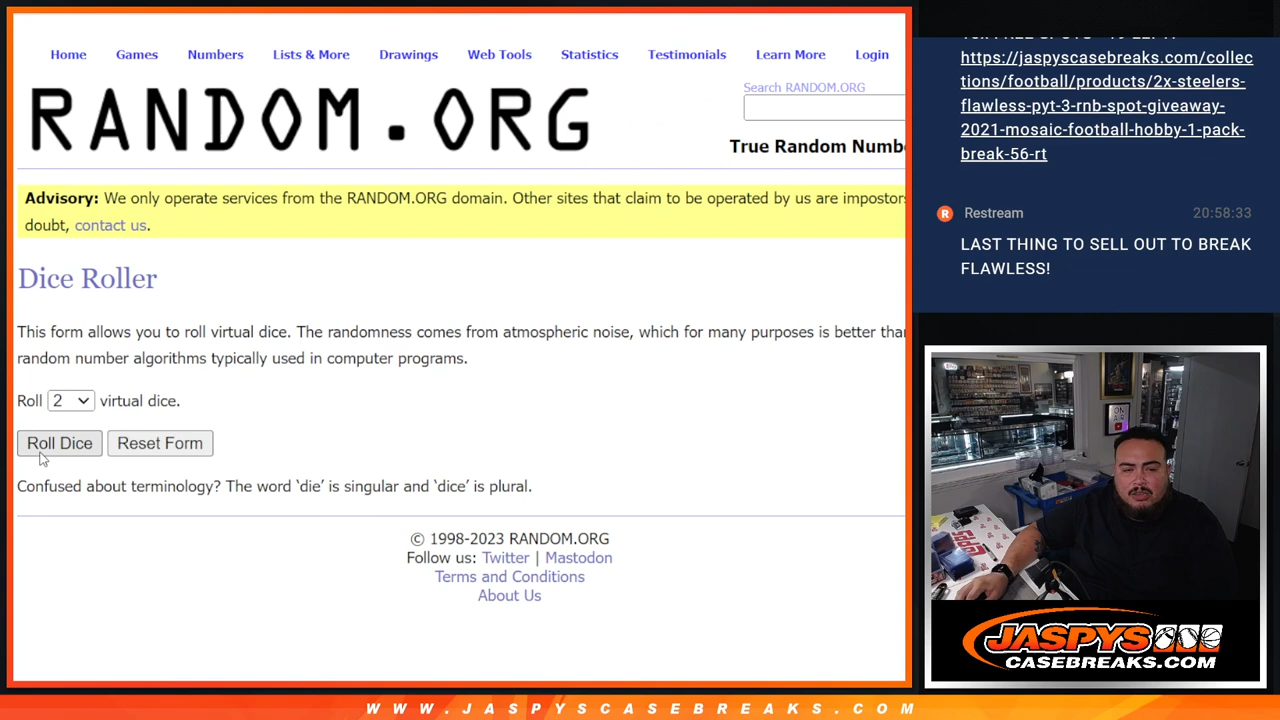 Home Games Numbers Lists & More Drawings Web Tools Statistics Testimonials Learn More Login
RANDOM.ORG
Search RANDOM.ORG
True Random Numb
Advisory: We only operate services from the RANDOM.ORG domain. Other sites that claim to be operated by us are impostors
doubt, contact us.
Dice Roller
This form allows you to roll virtual dice. The randomness comes from atmospheric noise, which for many purposes is better than
random number algorithms typically used in computer programs.
Roll 2 virtual dice.
Roll Dice Reset Form
Confused about terminology? The word ‘die’ is singular and ‘dice’ is plural.
© 1998-2023 RANDOM.ORG
Follow us: Twitter | Mastodon
Terms and Conditions
About Us
https://jaspyscasebreaks.com/collec
tions/football/products/2x-steelers-
flawless-pyt-3-rnb-spot-giveaway-
2021-mosaic-football-hobby-1-pack-
break-56-rt
R Restream 20:58:33
LAST THING TO SELL OUT TO BREAK
FLAWLESS!
ON
AIR
JASPYS
CASEBREAKS.COM
WWW.JASPYSCASEBREAKS.COM